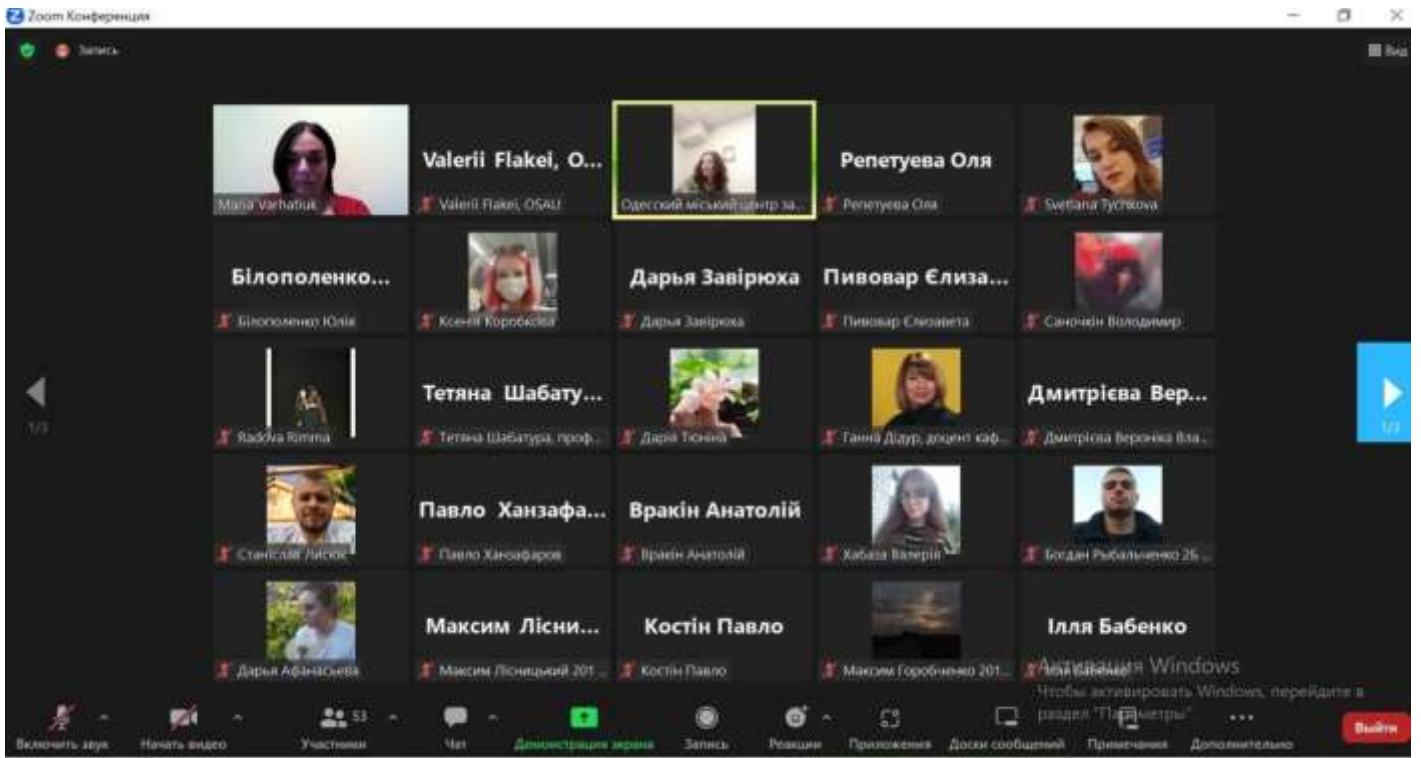 Zoom Конференция
Запись
Вид
Maria Varhatiuk
Valerii Flakei, O...
Valerii Flakei, OSAU
Одесский міський центр за...
Репетуева Оля
Репетуева Оля
Svetlana Tychkova
Білополенко...
Білополенко Юлія
Ксенія Коробкова
Дарья Завірюха
Дарья Завірюха
Пивовар Єлиза...
Пивовар Єлизавета
Саночкін Володимир
Radova Rimma
Тетяна Шабату...
Тетяна Шабатура, проф...
Дарія Тюніна
Ганна Дідур, доцент каф...
Дмитрієва Вер...
Дмитрієва Вероніка Вла...
Станіслав Лисюк
Павло Ханзафа...
Павло Ханзафаров
Вракін Анатолій
Вракін Анатолій
Хабаза Валерія
Богдан Рыбальченко 26 ...
1/3
1/3
Дарья Афанасьева
Максим Лісни...
Максим Лісницький 201 ...
Костін Павло
Костін Павло
Максим Горобченко 201...
Ілля Бабенко
Ілля Бабенко
Активация Windows
Чтобы активировать Windows, перейдите в
раздел "Параметры".
Включить звук
Начать видео
53
Участники
Чат
Демонстрация экрана
Запись
Реакции
Приложения
Доски сообщений
Примечания
Дополнительно
Выйти